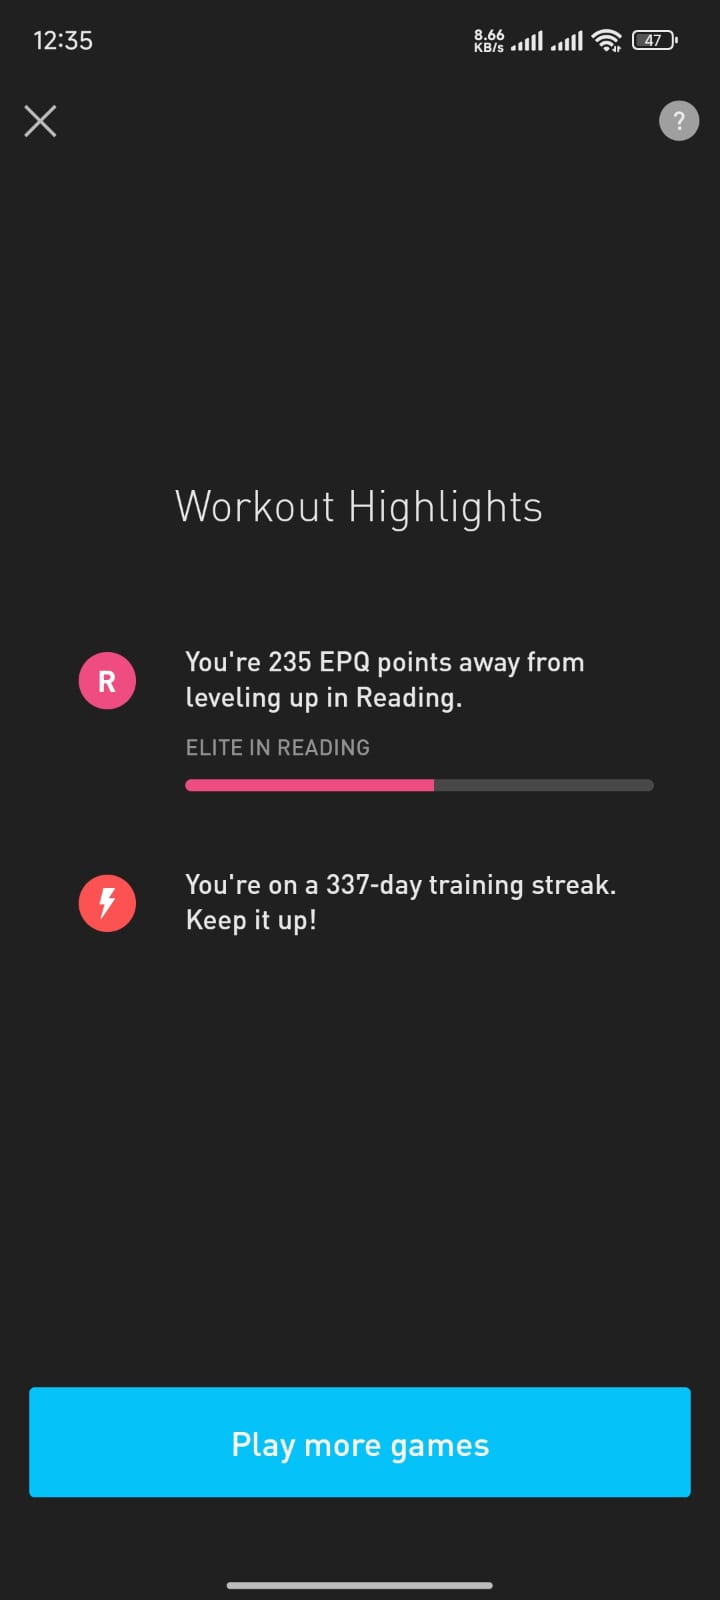 12:35
8.66
KB/s
47
?
Workout Highlights
R
You're 235 EPQ points away from
leveling up in Reading.
ELITE IN READING
You're on a 337-day training streak.
Keep it up!
Play more games